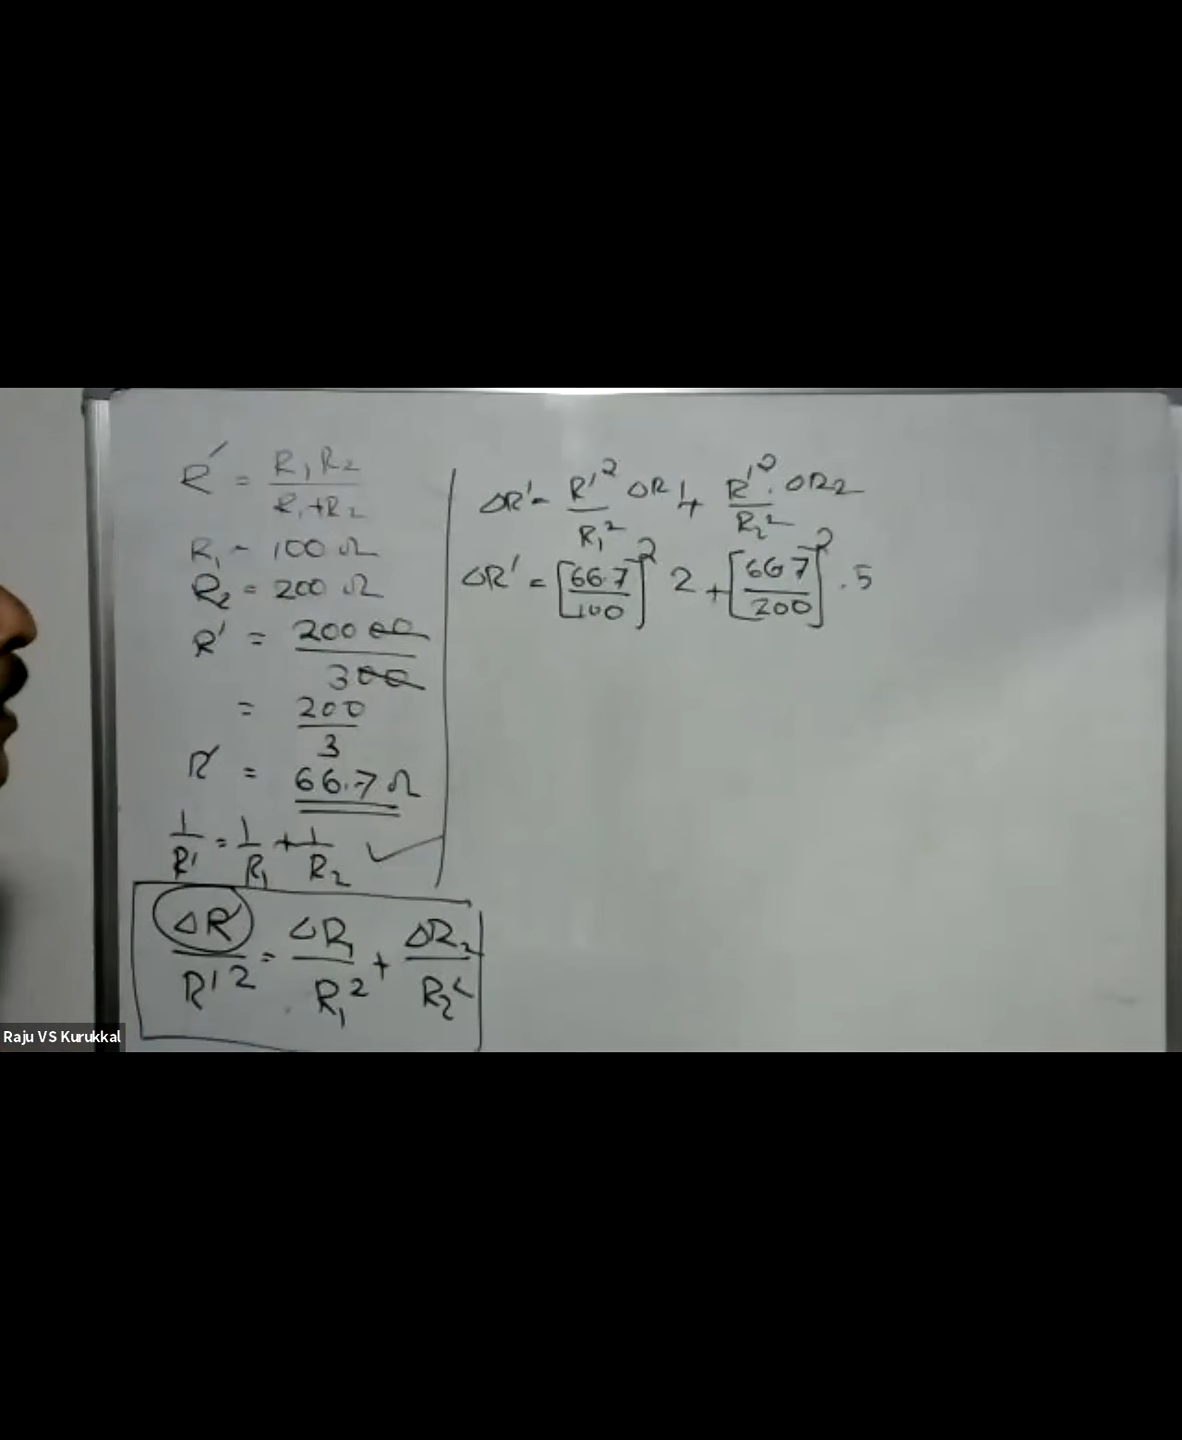 R' = R₁R₂ / R₁+R₂
R₁ = 100 Ω
R₂ = 200 Ω
R' = 20000 / 300
= 200 / 3
R' = 66.7 Ω
1/R' = 1/R₁ + 1/R₂ ✓
ΔR'/R'² = ΔR₁/R₁² + ΔR₂/R₂²
ΔR' = R'²/R₁² ΔR₁ + R'²/R₂² . ΔR₂
ΔR' = [66.7/100]² 2 + [66.7/200]² . 5
Raju VS Kurukkal